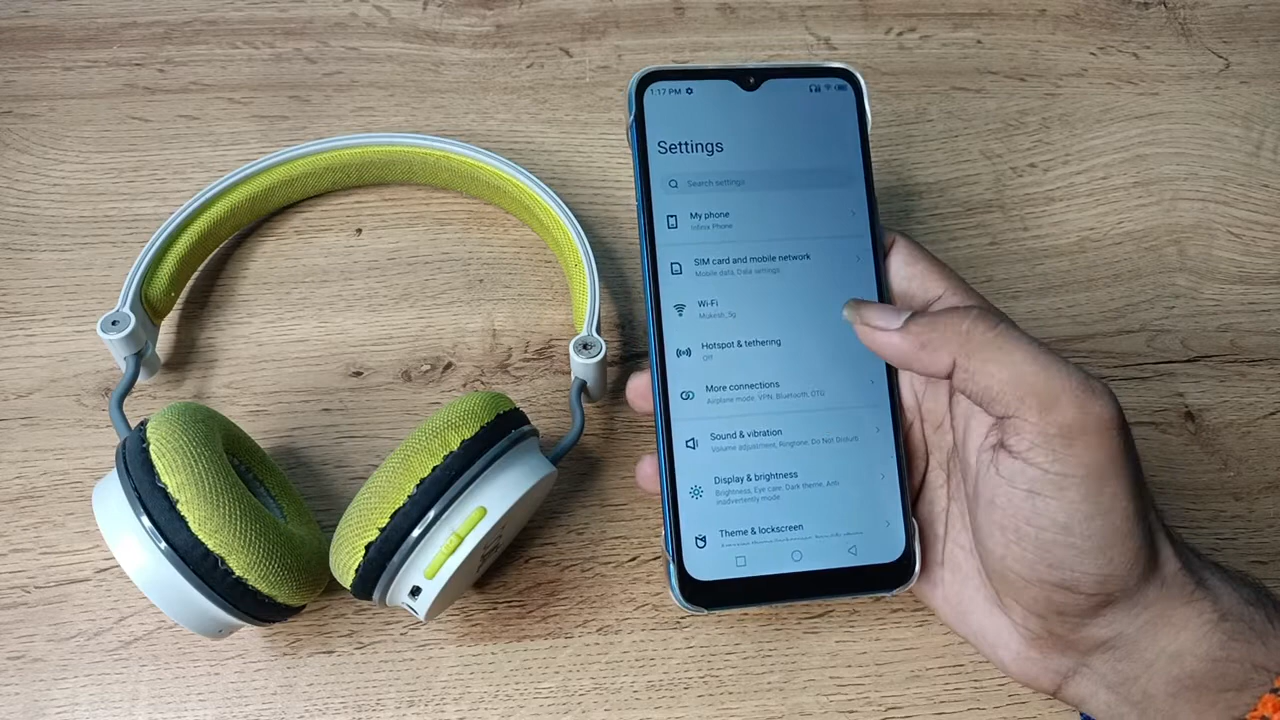 1:17 PM
Settings
Search settings
My phone
Infinix Phone
SIM card and mobile network
Mobile data, Data settings
Wi-Fi
Mukesh_5g
Hotspot & tethering
Off
More connections
Airplane mode, VPN, Bluetooth, OTG
Sound & vibration
Volume adjustment, Ringtone, Do Not Disturb
Display & brightness
Brightness, Eye care, Dark theme, Anti
inadvertently mode
Theme & lockscreen